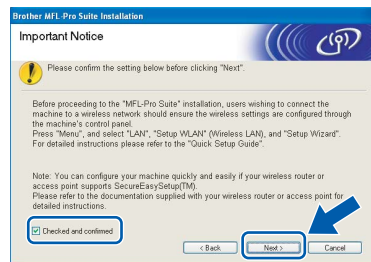 Brother MFL-Pro Suite Installation
Important Notice
Please confirm the setting below before clicking "Next".
Before proceeding to the "MFL-Pro Suite" installation, users wishing to connect the
machine to a wireless network should ensure the wireless settings are configured through
the machine's control panel.
Press "Menu", and select "LAN", "Setup WLAN" (Wireless LAN), and "Setup Wizard".
For detailed instructions please refer to the "Quick Setup Guide".
Note: You can configure your machine quickly and easily if your wireless router or
access point supports SecureEasySetup(TM).
Please refer to the documentation supplied with your wireless router or access point for
detailed instructions.
Checked and confirmed
< Back Next > Cancel